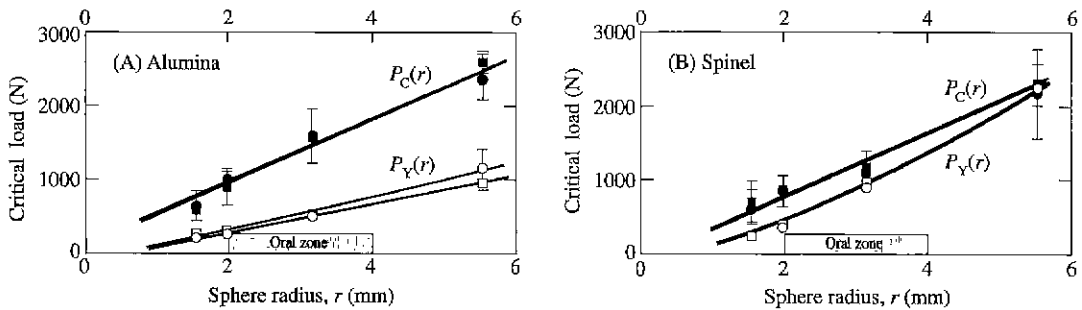 0 2 4 6
3000
(A) Alumina
P_C(r)
2000
Critical load (N)
P_Y(r)
1000
Oral zone
0
0 2 4 6
Sphere radius, r (mm)
0 2 4 6
3000
(B) Spinel
P_C(r)
2000
Critical load (N)
P_Y(r)
1000
Oral zone
0
0 2 4 6
Sphere radius, r (mm)